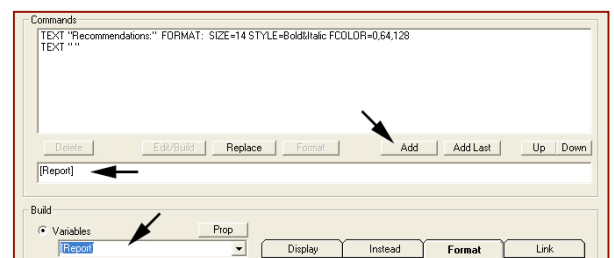 Commands
TEXT "Recommendations:" FORMAT: SIZE=14 STYLE=Bold&Italic FCOLOR=0,64,128
TEXT " "
Delete Edit/Build Replace Format Add Add Last Up Down
[Report]
Build
Variables Prop
[Report]
Display Instead Format Link